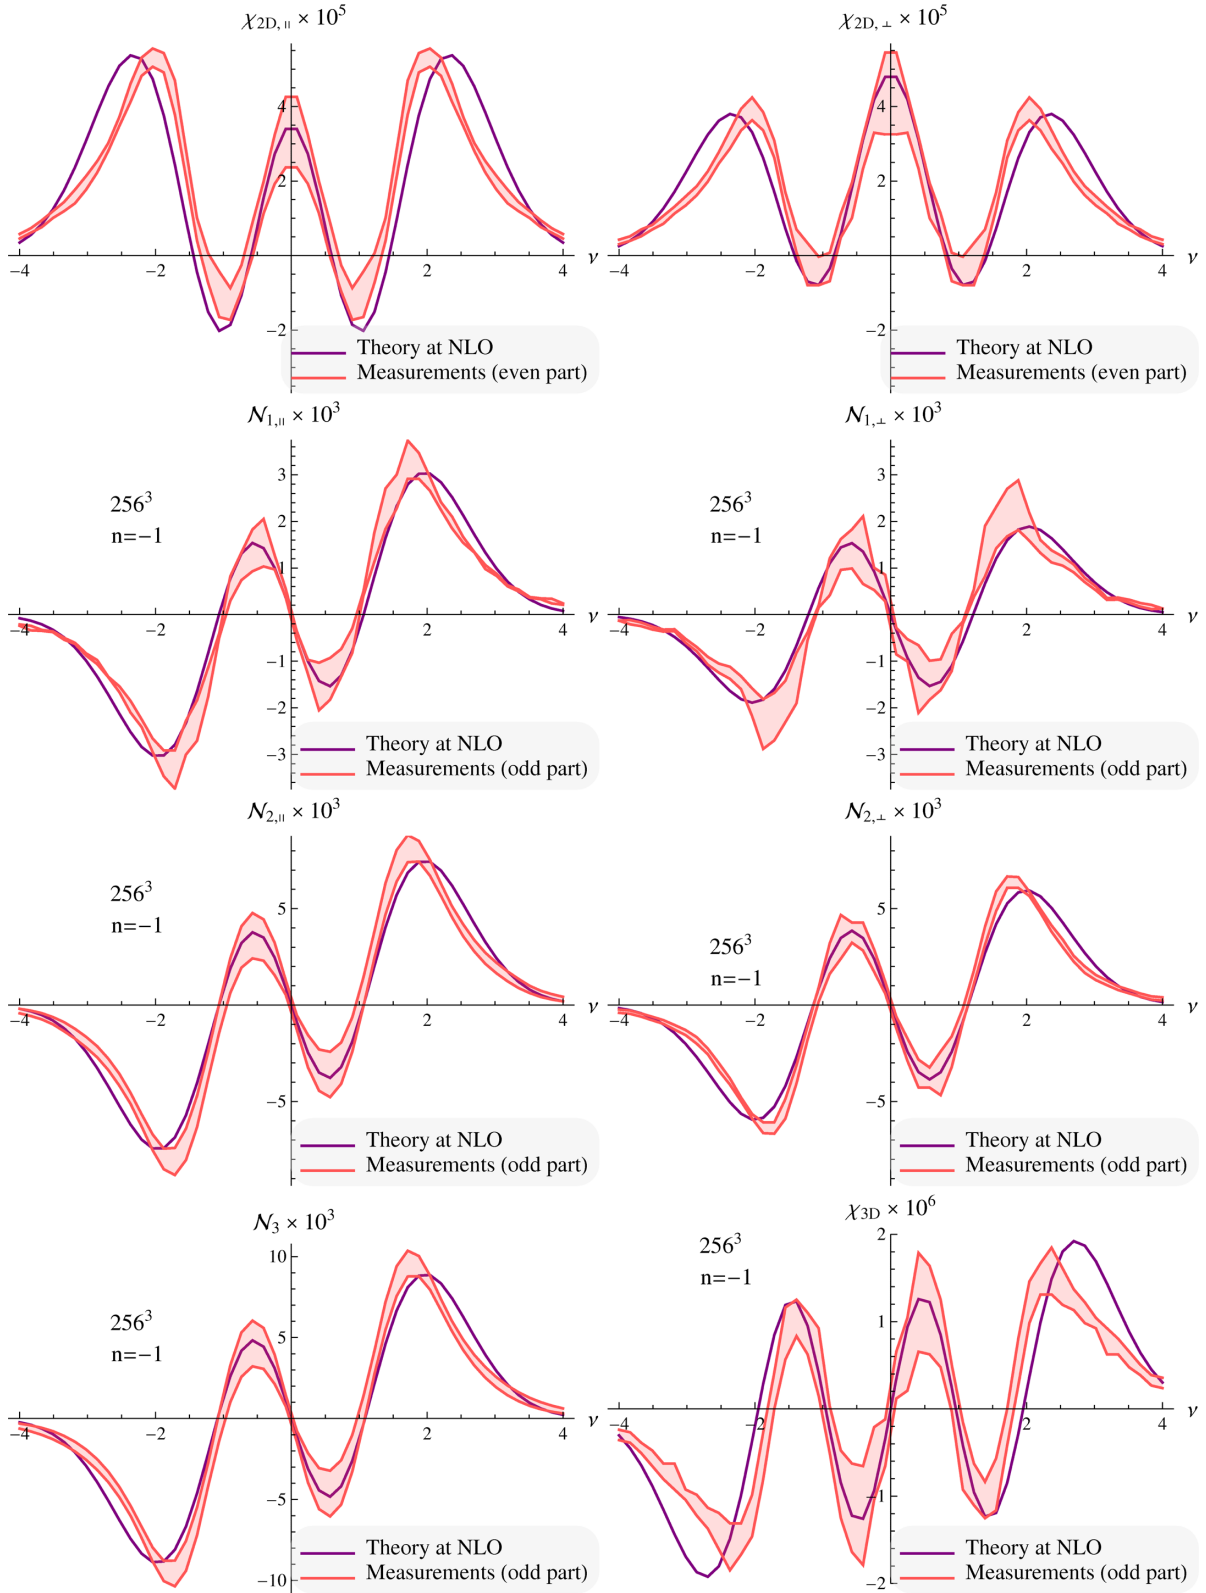 χ2D,∥ × 10^5
4
2
−4
−2
2
4
ν
−2
Theory at NLO
Measurements (even part)
χ2D,⊥ × 10^5
4
2
−4
−2
2
4
ν
−2
Theory at NLO
Measurements (even part)
𝒩1,∥ × 10^3
256^3
n=−1
3
2
1
−4
−2
2
4
ν
−1
−2
−3
Theory at NLO
Measurements (odd part)
𝒩1,⊥ × 10^3
256^3
n=−1
3
2
1
−4
−2
2
4
ν
−1
−2
−3
Theory at NLO
Measurements (odd part)
𝒩2,∥ × 10^3
256^3
n=−1
5
−4
−2
2
4
ν
−5
Theory at NLO
Measurements (odd part)
𝒩2,⊥ × 10^3
256^3
n=−1
5
−4
−2
2
4
ν
−5
Theory at NLO
Measurements (odd part)
𝒩3 × 10^3
10
256^3
n=−1
5
−4
−2
2
4
ν
−5
−10
Theory at NLO
Measurements (odd part)
χ3D × 10^6
2
256^3
n=−1
1
−4
−2
2
4
ν
−1
−2
Theory at NLO
Measurements (odd part)